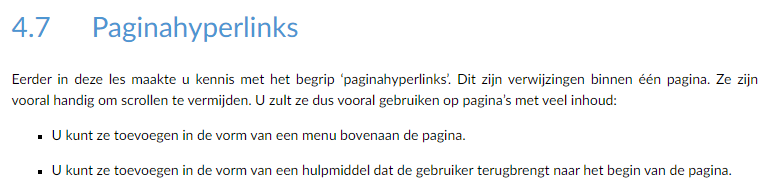 4.7 Paginahyperlinks
Eerder in deze les maakte u kennis met het begrip ‘paginahyperlinks’. Dit zijn verwijzingen binnen één pagina. Ze zijn
vooral handig om scrollen te vermijden. U zult ze dus vooral gebruiken op pagina’s met veel inhoud:
▪ U kunt ze toevoegen in de vorm van een menu bovenaan de pagina.
▪ U kunt ze toevoegen in de vorm van een hulpmiddel dat de gebruiker terugbrengt naar het begin van de pagina.